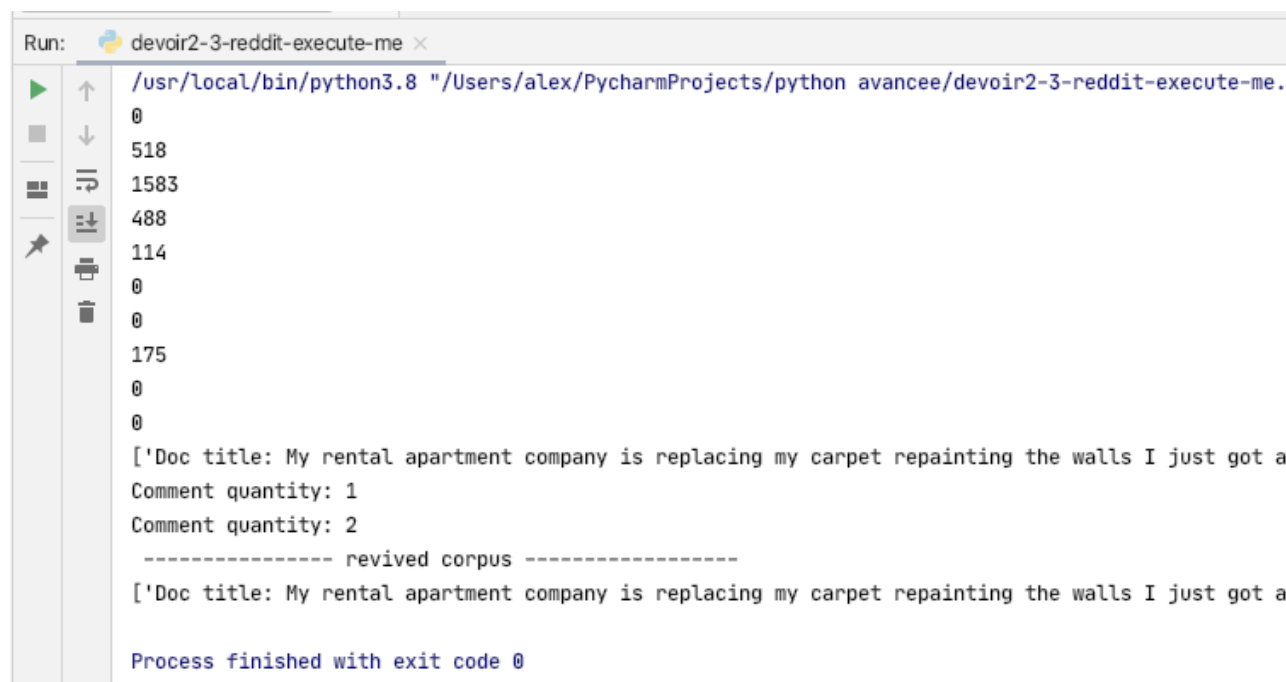 Run: devoir2-3-reddit-execute-me ×
/usr/local/bin/python3.8 "/Users/alex/PycharmProjects/python avancee/devoir2-3-reddit-execute-me.
0
518
1583
488
114
0
0
175
0
0
['Doc title: My rental apartment company is replacing my carpet repainting the walls I just got a
Comment quantity: 1
Comment quantity: 2
 ---------------- revived corpus ------------------
['Doc title: My rental apartment company is replacing my carpet repainting the walls I just got a
Process finished with exit code 0